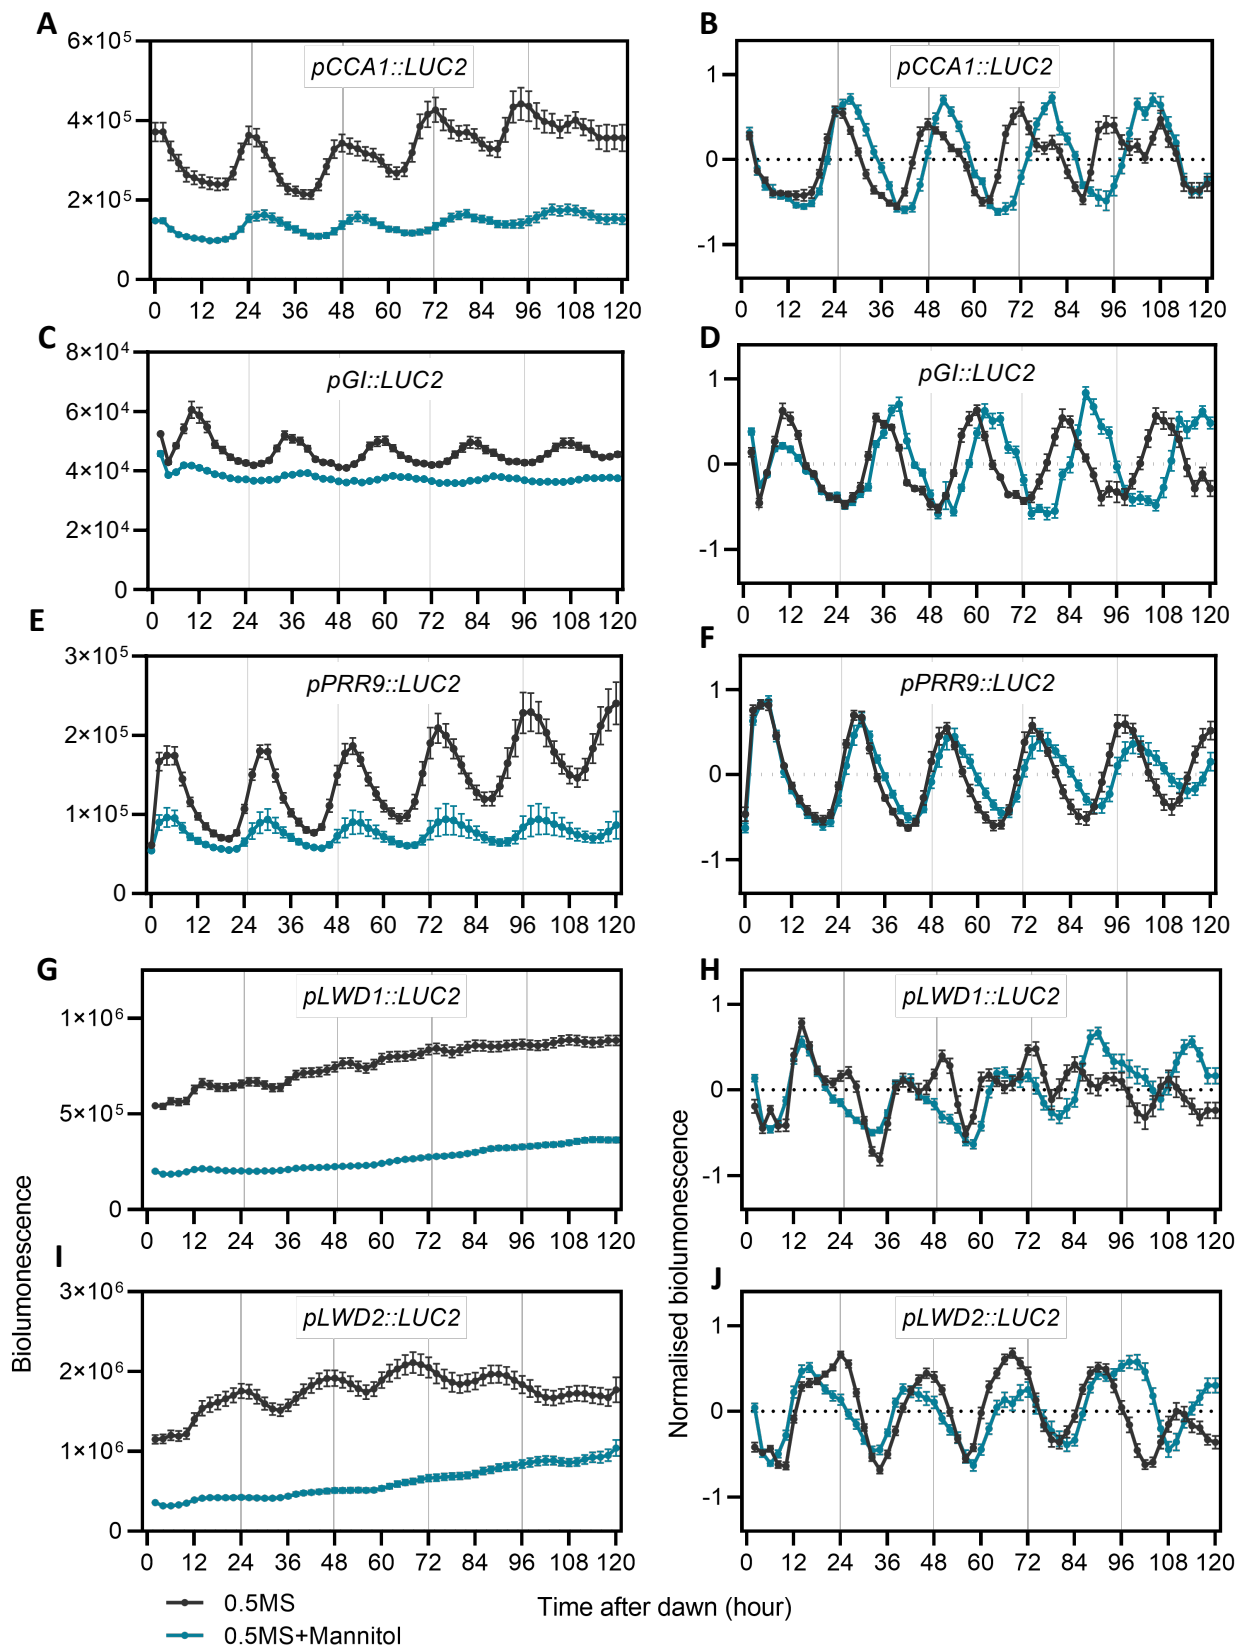 A
6×10⁵
4×10⁵
2×10⁵
0
pCCA1::LUC2
0 12 24 36 48 60 72 84 96 108 120
B
1
0
-1
pCCA1::LUC2
0 12 24 36 48 60 72 84 96 108 120
C
8×10⁴
6×10⁴
4×10⁴
2×10⁴
0
pGI::LUC2
0 12 24 36 48 60 72 84 96 108 120
D
1
0
-1
pGI::LUC2
0 12 24 36 48 60 72 84 96 108 120
E
3×10⁵
2×10⁵
1×10⁵
0
pPRR9::LUC2
0 12 24 36 48 60 72 84 96 108 120
F
1
0
-1
pPRR9::LUC2
0 12 24 36 48 60 72 84 96 108 120
G
1×10⁶
5×10⁵
0
pLWD1::LUC2
0 12 24 36 48 60 72 84 96 108 120
H
1
0
-1
pLWD1::LUC2
0 12 24 36 48 60 72 84 96 108 120
I
3×10⁶
2×10⁶
1×10⁶
0
pLWD2::LUC2
0 12 24 36 48 60 72 84 96 108 120
J
1
0
-1
pLWD2::LUC2
0 12 24 36 48 60 72 84 96 108 120
Biolumonescence
Normalised biolumonescence
Time after dawn (hour)
0.5MS
0.5MS+Mannitol